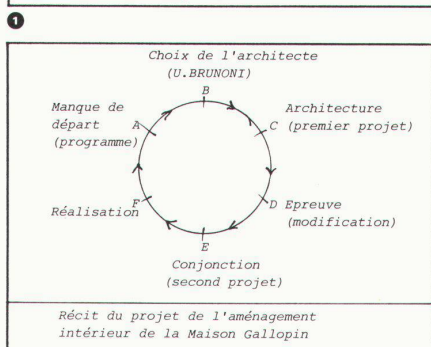 1
Choix de l'architecte
(U.BRUNONI)
B
Manque de
départ
(programme)
A
Architecture
C (premier projet)
F
Réalisation
D Epreuve
(modification)
E
Conjonction
(second projet)
Récit du projet de l'aménagement
intérieur de la Maison Gallopin